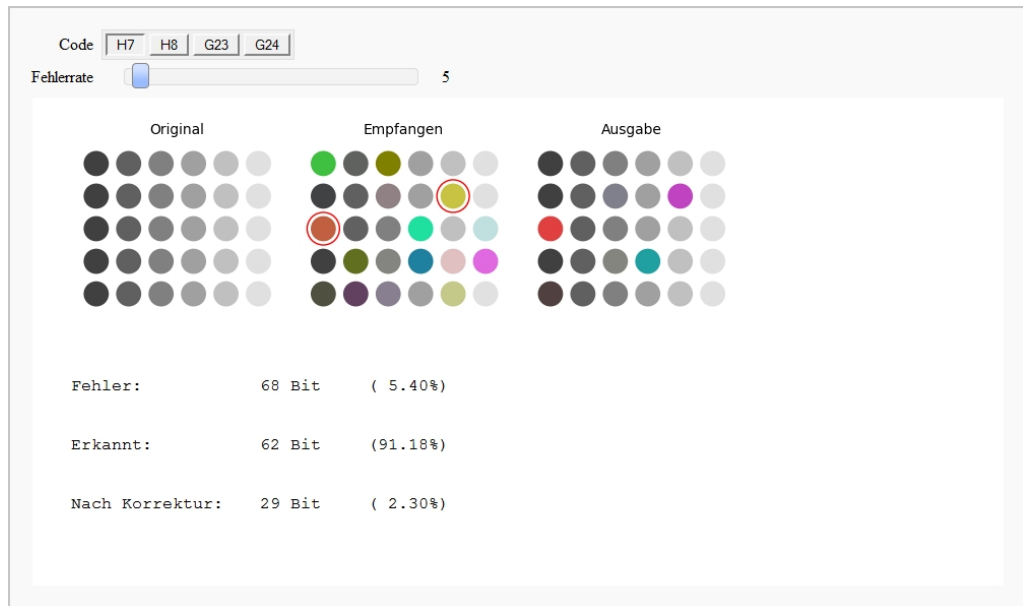 Code H7 H8 G23 G24
Fehlerrate 5
Original Empfangen Ausgabe
Fehler: 68 Bit ( 5.40%)
Erkannt: 62 Bit (91.18%)
Nach Korrektur: 29 Bit ( 2.30%)